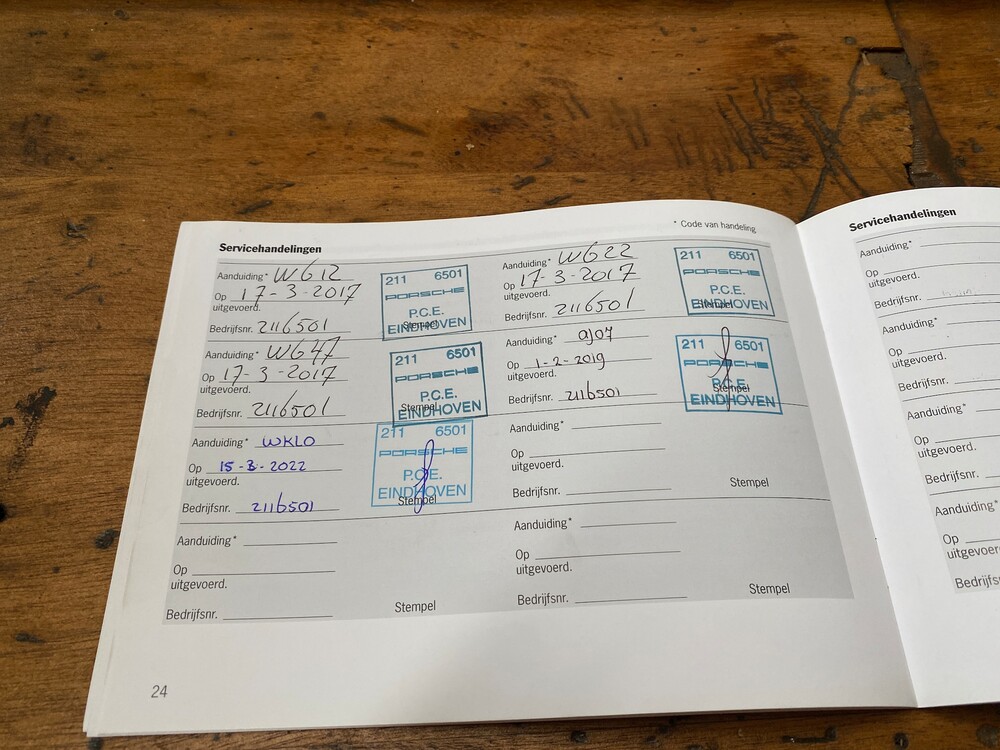 * Code van handeling
Servicehandelingen
Aanduiding* WG12
Op 17-3-2017
uitgevoerd.
Bedrijfsnr. 2116501
211 6501
PORSCHE
P.C.E.
EINDHOVEN
Stempel
Aanduiding* WG22
Op 17-3-2017
uitgevoerd.
Bedrijfsnr. 2116501
211 6501
PORSCHE
P.C.E.
EINDHOVEN
Stempel
Aanduiding* WG47
Op 17-3-2017
uitgevoerd.
Bedrijfsnr. 2116501
211 6501
PORSCHE
P.C.E.
EINDHOVEN
Stempel
Aanduiding* AJ07
Op 1-2-2019
uitgevoerd.
Bedrijfsnr. 2116501
211 6501
PORSCHE
P.C.E.
EINDHOVEN
Stempel
Aanduiding* WKLO
Op 15-3-2022
uitgevoerd.
Bedrijfsnr. 2116501
211 6501
PORSCHE
P.C.E.
EINDHOVEN
Stempel
Aanduiding*
Op
uitgevoerd.
Bedrijfsnr.
Stempel
Aanduiding*
Op
uitgevoerd.
Bedrijfsnr.
Stempel
Aanduiding*
Op
uitgevoerd.
Bedrijfsnr.
Stempel
24
Servicehandelingen
Aanduiding*
Op
uitgevoerd.
Bedrijfsnr.
Aanduiding*
Op
uitgevoerd.
Bedrijfsnr.
Aanduiding*
Op
uitgevoerd.
Bedrijfsnr.
Aanduiding*
Op
uitgevoer
Bedrijfs